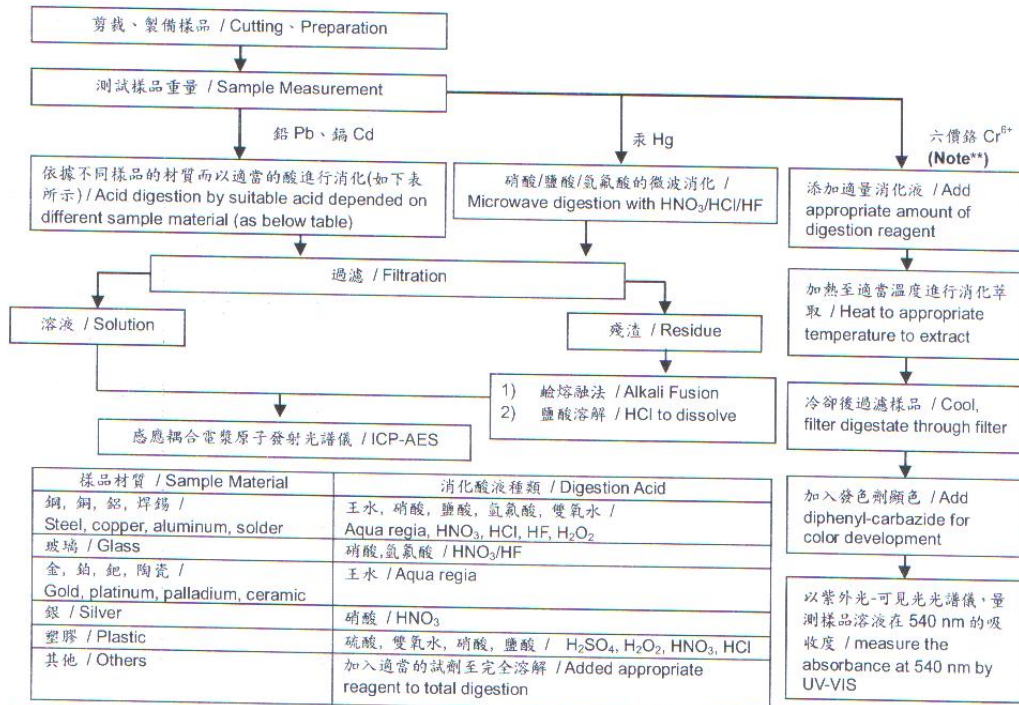 剪裁、製備樣品 / Cutting、Preparation
測試樣品重量 / Sample Measurement
鉛 Pb、鎘 Cd
汞 Hg
六價鉻 Cr⁶⁺
(Note**)
依據不同樣品的材質而以適當的酸進行消化(如下表
所示) / Acid digestion by suitable acid depended on
different sample material (as below table)
硝酸/鹽酸/氫氟酸的微波消化 /
Microwave digestion with HNO₃/HCl/HF
添加適量消化液 / Add
appropriate amount of
digestion reagent
過濾 / Filtration
溶液 / Solution
殘渣 / Residue
加熱至適當溫度進行消化萃
取 / Heat to appropriate
temperature to extract
1) 鹼熔融法 / Alkali Fusion
2) 鹽酸溶解 / HCl to dissolve
冷卻後過濾樣品 / Cool,
filter digestate through filter
感應耦合電漿原子發射光譜儀 / ICP-AES
加入發色劑顯色 / Add
diphenyl-carbazide for
color development
以紫外光-可見光光譜儀,量
測樣品溶液在 540 nm 的吸
收度 / measure the
absorbance at 540 nm by
UV-VIS
樣品材質 / Sample Material
消化酸液種類 / Digestion Acid
鋼, 銅, 鋁, 焊錫 /
Steel, copper, aluminum, solder
王水, 硝酸, 鹽酸, 氫氟酸, 雙氧水 /
Aqua regia, HNO₃, HCl, HF, H₂O₂
玻璃 / Glass
硝酸,氫氟酸 / HNO₃/HF
金, 鉑, 鈀, 陶瓷 /
Gold, platinum, palladium, ceramic
王水 / Aqua regia
銀 / Silver
硝酸 / HNO₃
塑膠 / Plastic
硫酸, 雙氧水, 硝酸, 鹽酸 / H₂SO₄, H₂O₂, HNO₃, HCl
其他 / Others
加入適當的試劑至完全溶解 / Added appropriate
reagent to total digestion